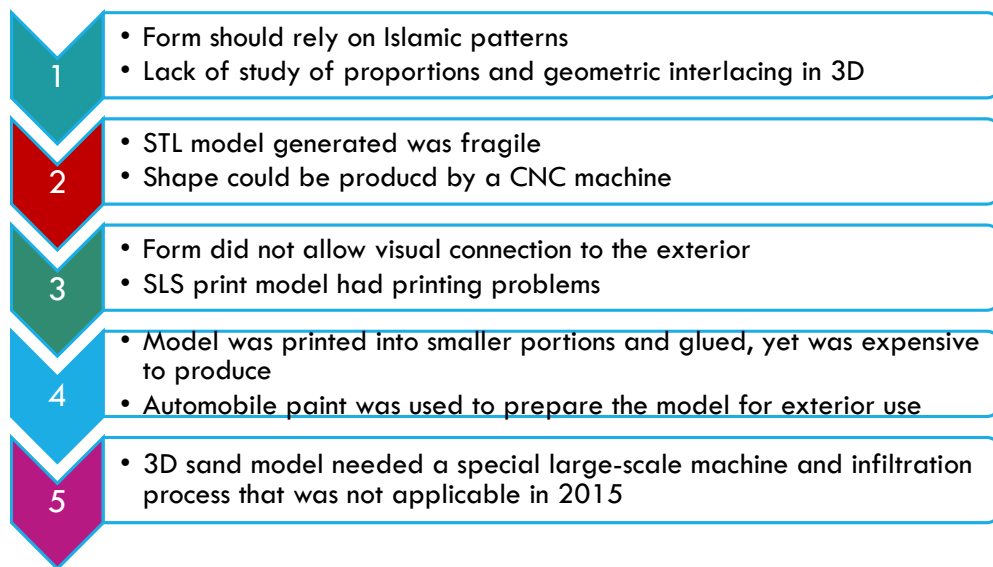 1
• Form should rely on Islamic patterns
• Lack of study of proportions and geometric interlacing in 3D
2
• STL model generated was fragile
• Shape could be producd by a CNC machine
3
• Form did not allow visual connection to the exterior
• SLS print model had printing problems
4
• Model was printed into smaller portions and glued, yet was expensive
to produce
• Automobile paint was used to prepare the model for exterior use
5
• 3D sand model needed a special large-scale machine and infiltration
process that was not applicable in 2015